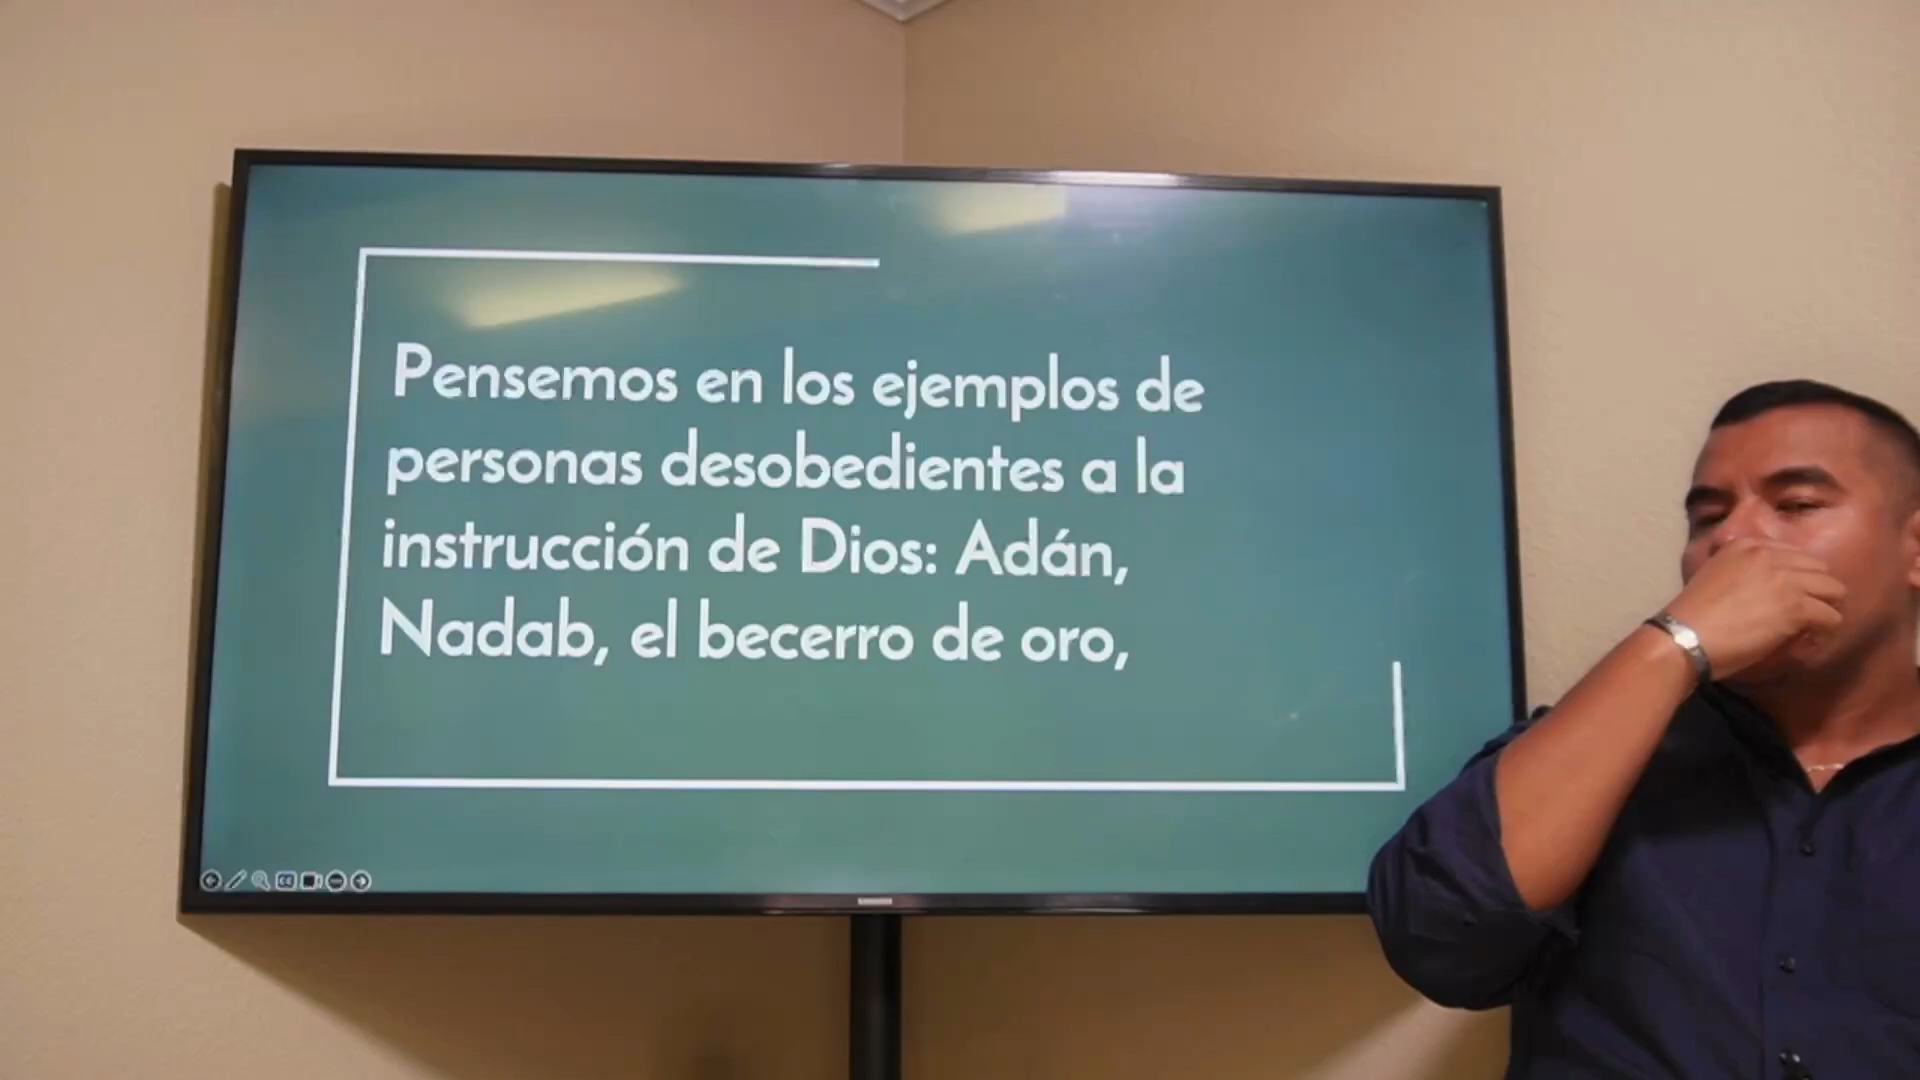 Pensemos en los ejemplos de
personas desobedientes a la
instrucción de Dios: Adán,
Nadab, el becerro de oro,